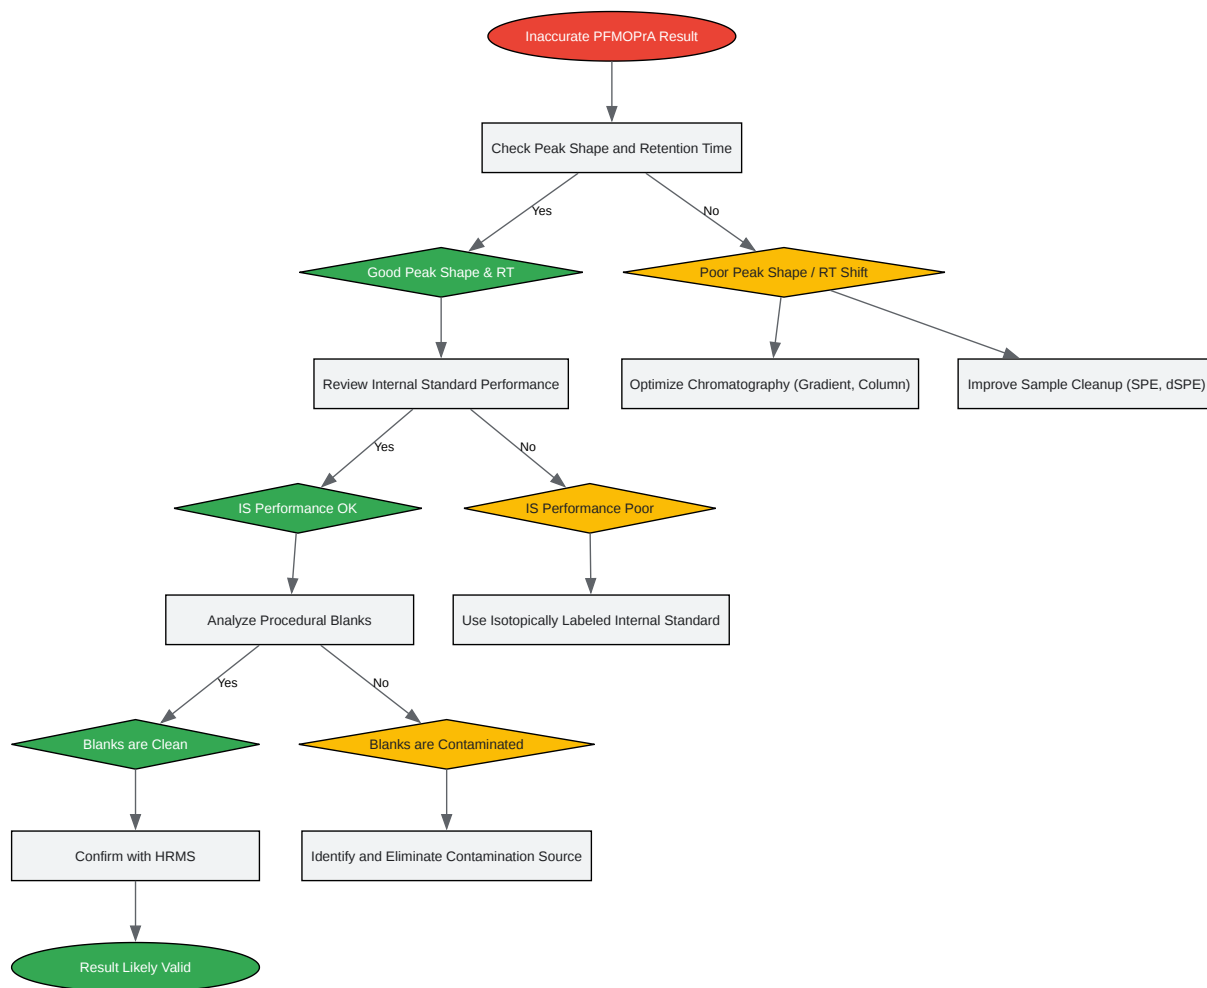 Inaccurate PFMOPrA Result
Check Peak Shape and Retention Time
Yes
No
Good Peak Shape & RT
Poor Peak Shape / RT Shift
Review Internal Standard Performance
Optimize Chromatography (Gradient, Column)
Improve Sample Cleanup (SPE, dSPE)
Yes
No
IS Performance OK
IS Performance Poor
Analyze Procedural Blanks
Use Isotopically Labeled Internal Standard
Yes
No
Blanks are Clean
Blanks are Contaminated
Confirm with HRMS
Identify and Eliminate Contamination Source
Result Likely Valid